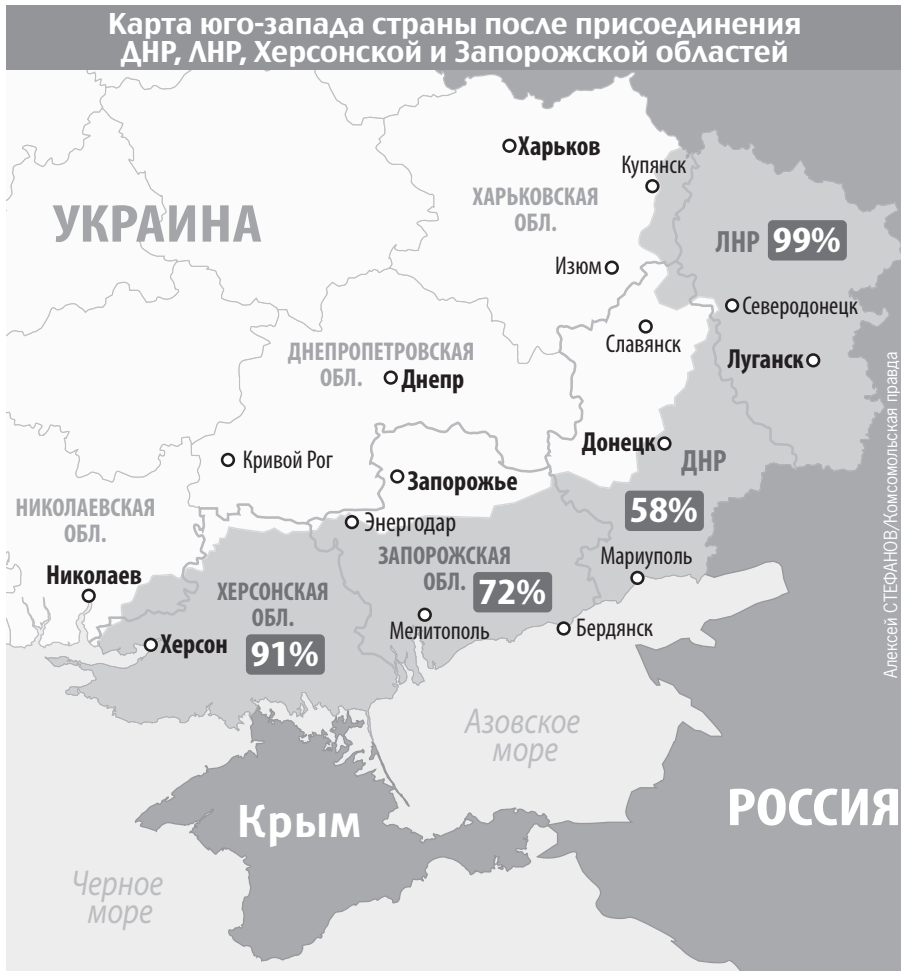 Карта юго-запада страны после присоединения
ДНР, ЛНР, Херсонской и Запорожской областей
Харьков
Купянск
ХАРЬКОВСКАЯ
ОБЛ.
УКРАИНА
ЛНР 99%
Изюм
Северодонецк
Славянск
ДНЕПРОПЕТРОВСКАЯ
ОБЛ.
Днепр
Луганск
Донецк
ДНР
Кривой Рог
Запорожье
58%
НИКОЛАЕВСКАЯ
ОБЛ.
Энергодар
ЗАПОРОЖСКАЯ
ОБЛ. 72%
Мариуполь
Николаев
ХЕРСОНСКАЯ
ОБЛ.
91%
Мелитополь
Бердянск
Херсон
Азовское
море
РОССИЯ
Крым
Черное
море
Алексей СТЕФАНОВ/Комсомольская правда